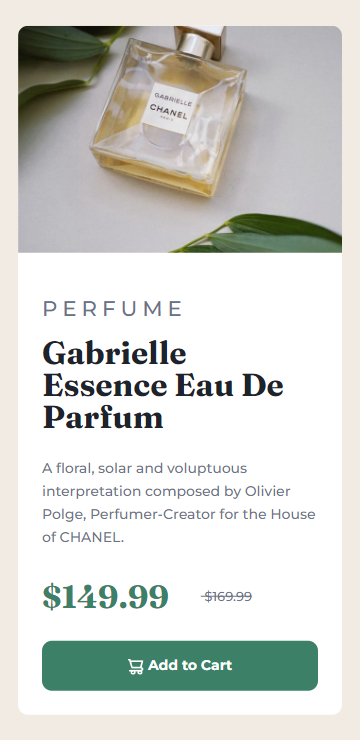 GABRIELLE
CHANEL
PARIS
PERFUME
Gabrielle
Essence Eau De
Parfum
A floral, solar and voluptuous
interpretation composed by Olivier
Polge, Perfumer-Creator for the House
of CHANEL.
$149.99 $169.99
Add to Cart